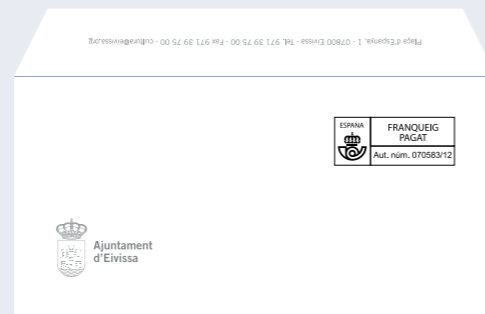 Plaça d'Espanya, 1 - 07800 Eivissa - Tel. 971 39 75 00 - Fax 971 39 75 00 - cultura@eivissa.org
ESPANA
FRANQUEIG
PAGAT
Aut. núm. 070583/12
Ajuntament
d'Eivissa